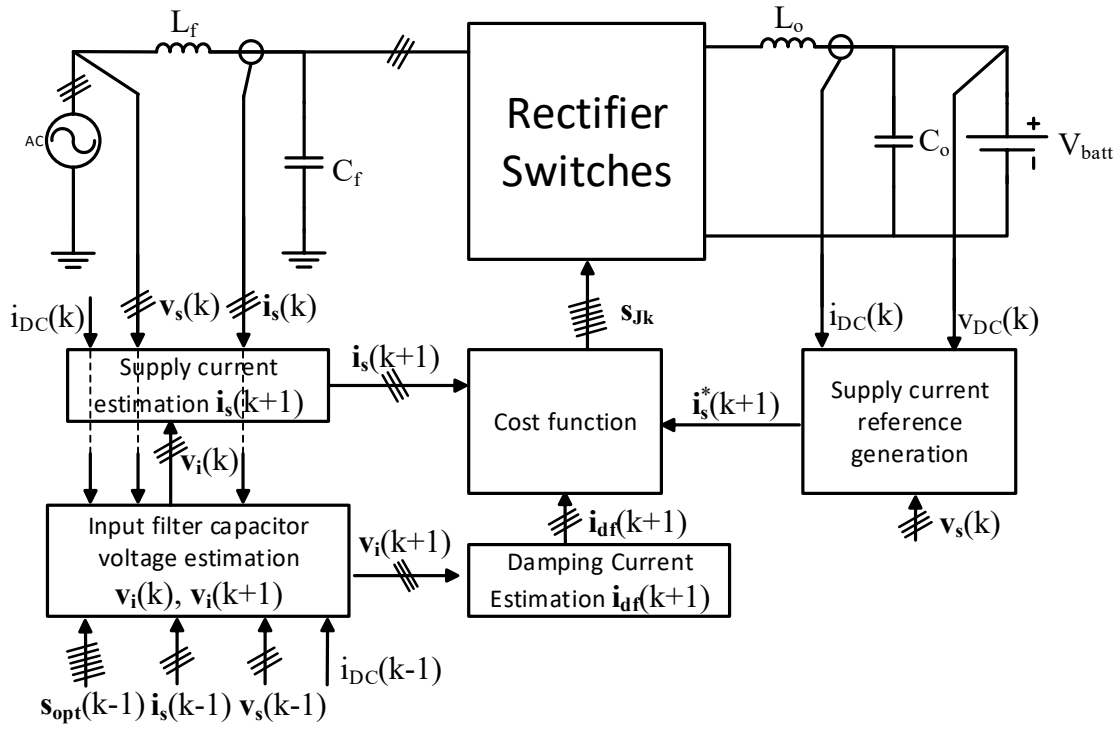 L_f
L_o
AC
Rectifier
Switches
C_f
C_o
+
V_batt
i_DC(k)
v_s(k)
i_s(k)
s_Jk
i_DC(k)
v_DC(k)
Supply current
estimation i_s(k+1)
i_s(k+1)
Cost function
i_s^*(k+1)
Supply current
reference
generation
v_i(k)
Input filter capacitor
voltage estimation
v_i(k), v_i(k+1)
v_i(k+1)
i_df(k+1)
Damping Current
Estimation i_df(k+1)
v_s(k)
s_opt(k-1) i_s(k-1) v_s(k-1)
i_DC(k-1)